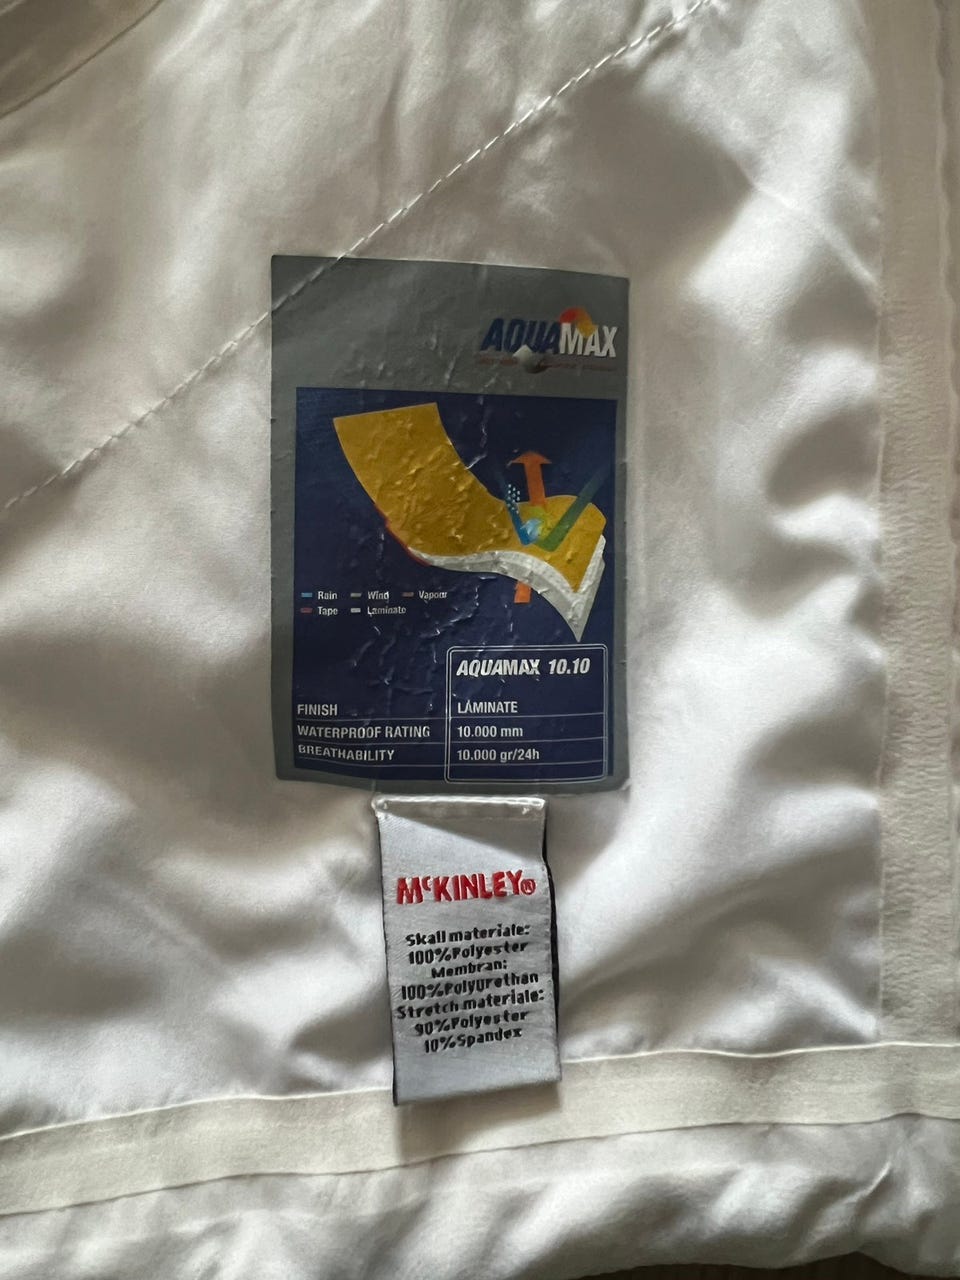 AQUAMAX
Rain Wind Vapour
Tape Laminate
AQUAMAX 10.10
FINISH LAMINATE
WATERPROOF RATING 10.000 mm
BREATHABILITY 10.000 gr/24h
McKINLEY®
Skall materiale:
100%Polyester
Membran:
100%Polyurethan
Stretch materiale:
90%Polyester
10%Spandex